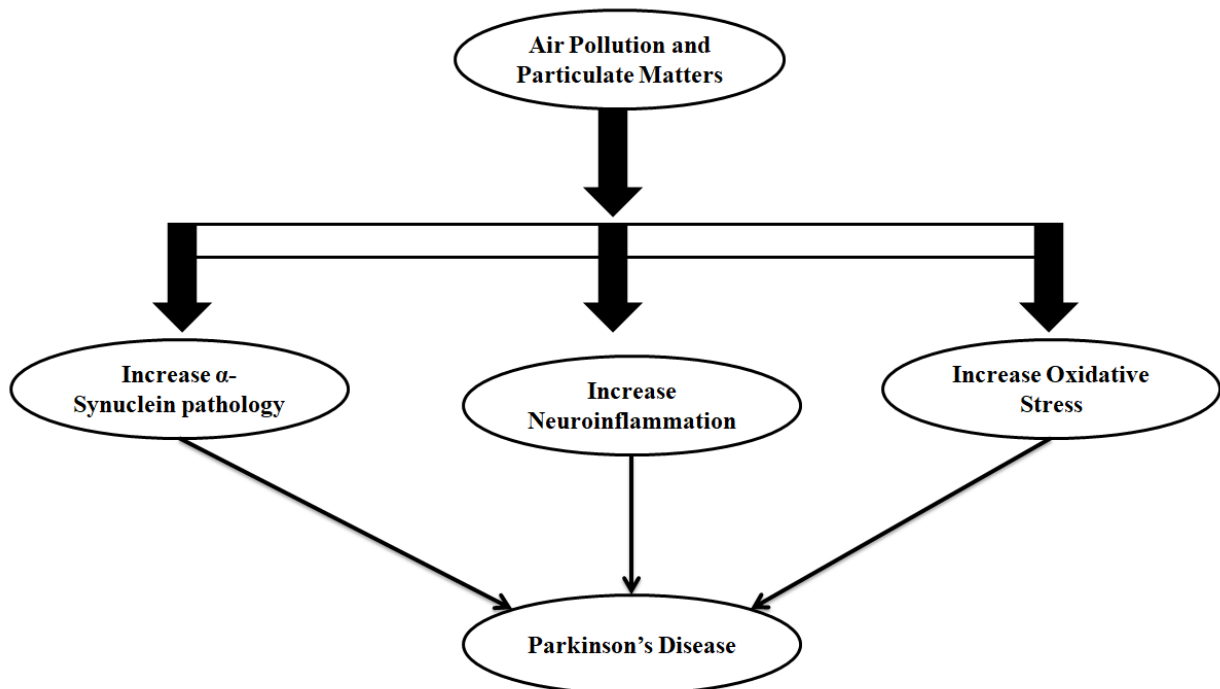 Air Pollution and
Particulate Matters
Increase α-
Synuclein pathology
Increase
Neuroinflammation
Increase Oxidative
Stress
Parkinson’s Disease